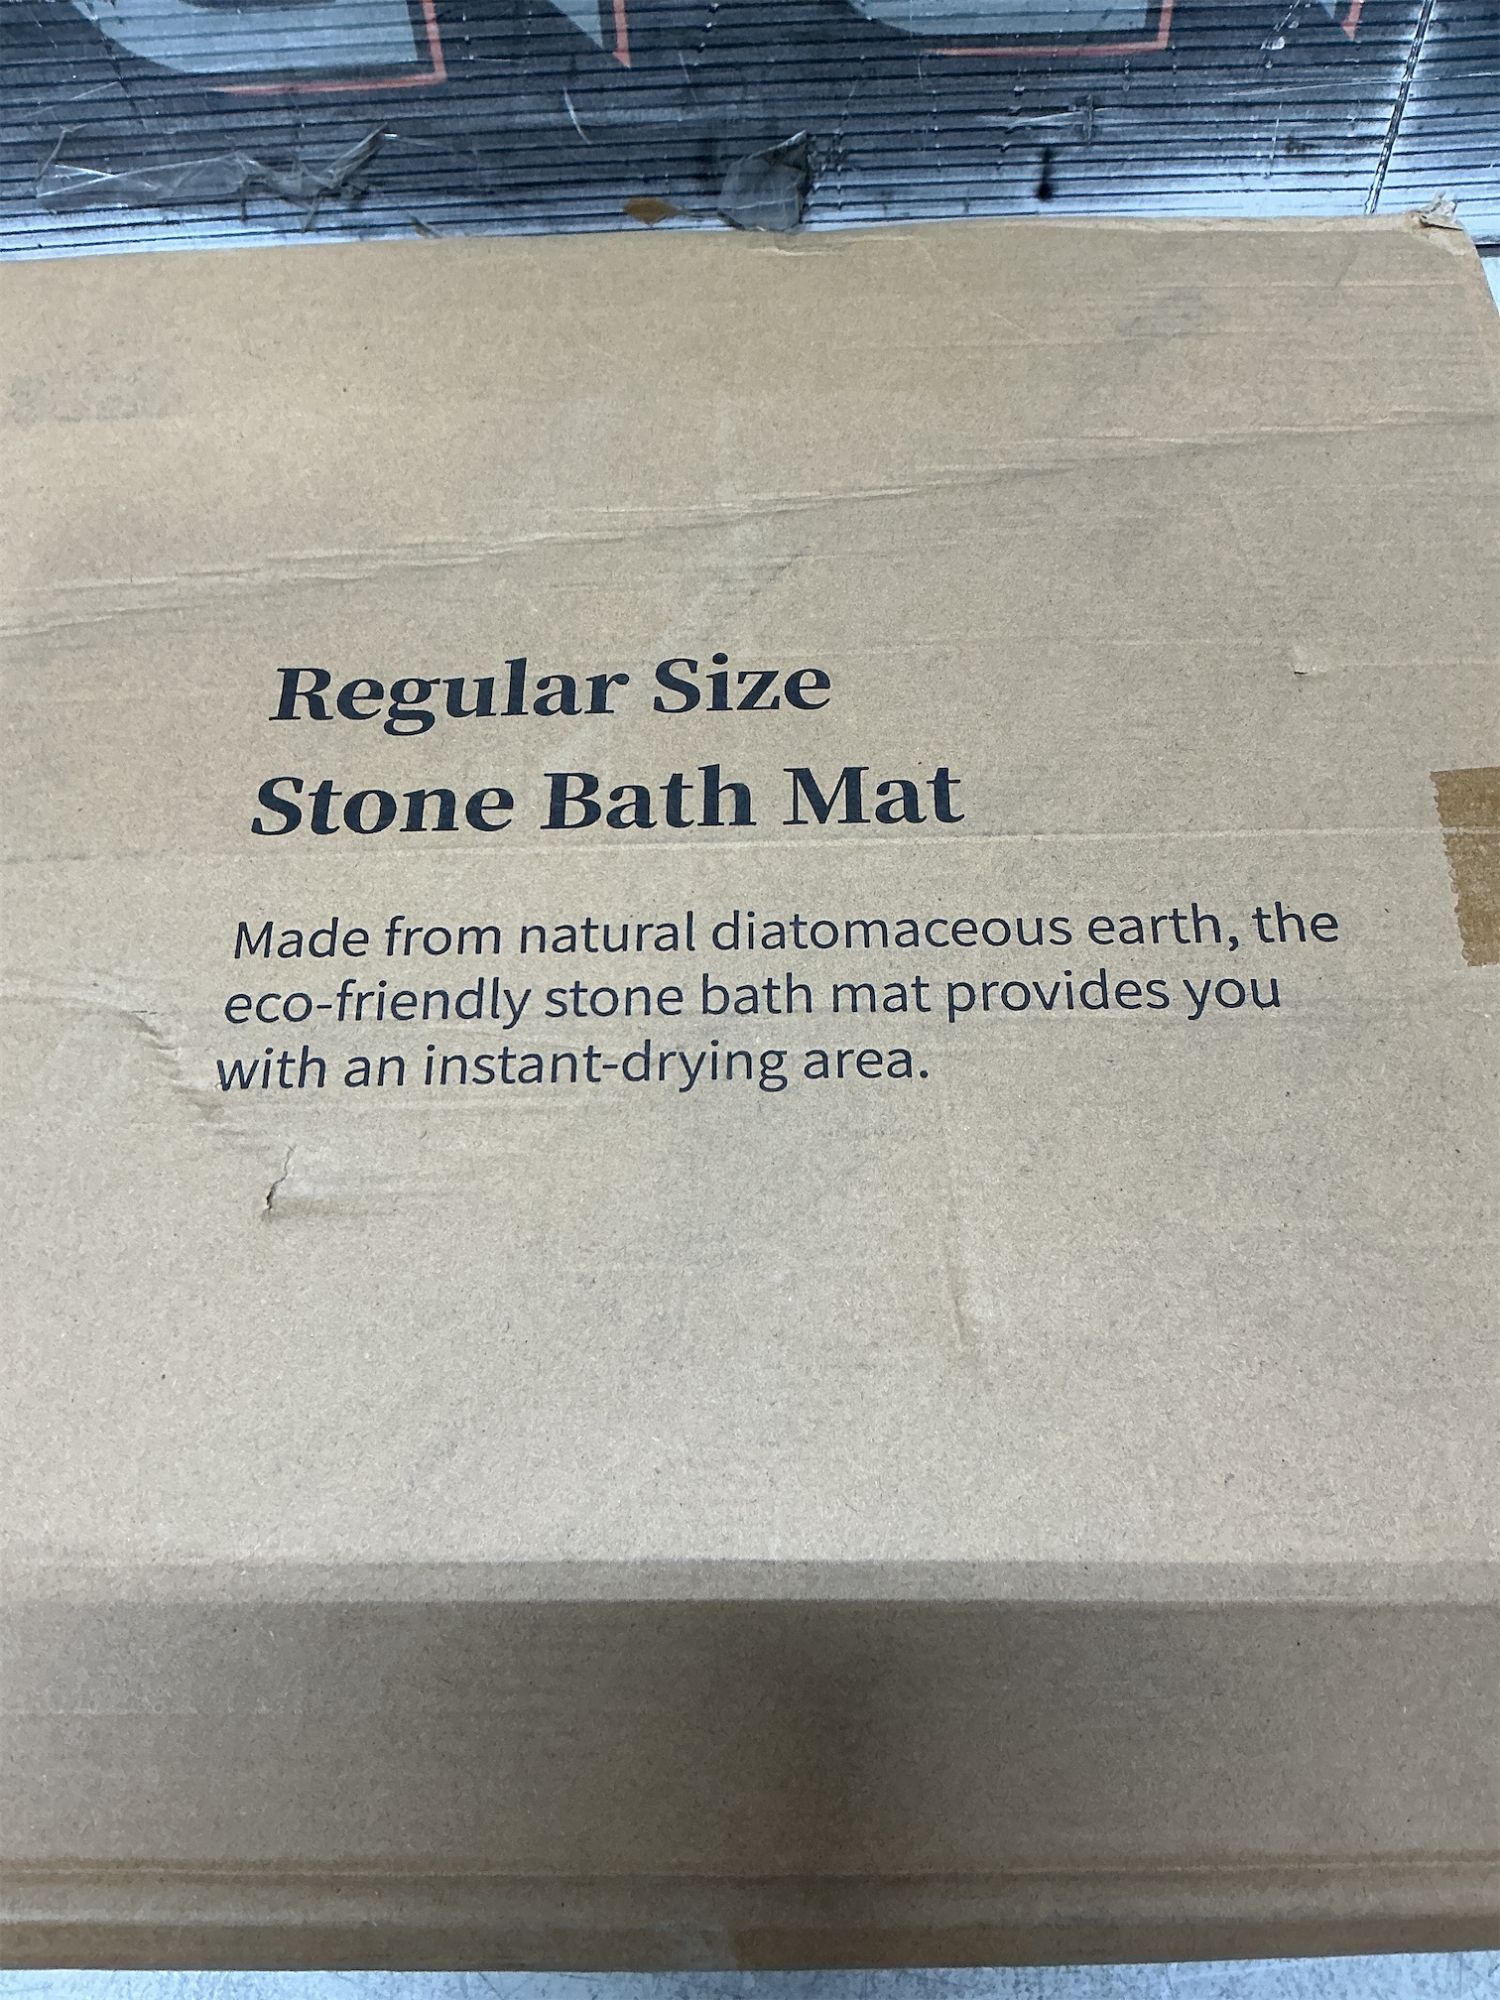 Regular Size
Stone Bath Mat
Made from natural diatomaceous earth, the
eco-friendly stone bath mat provides you
with an instant-drying area.